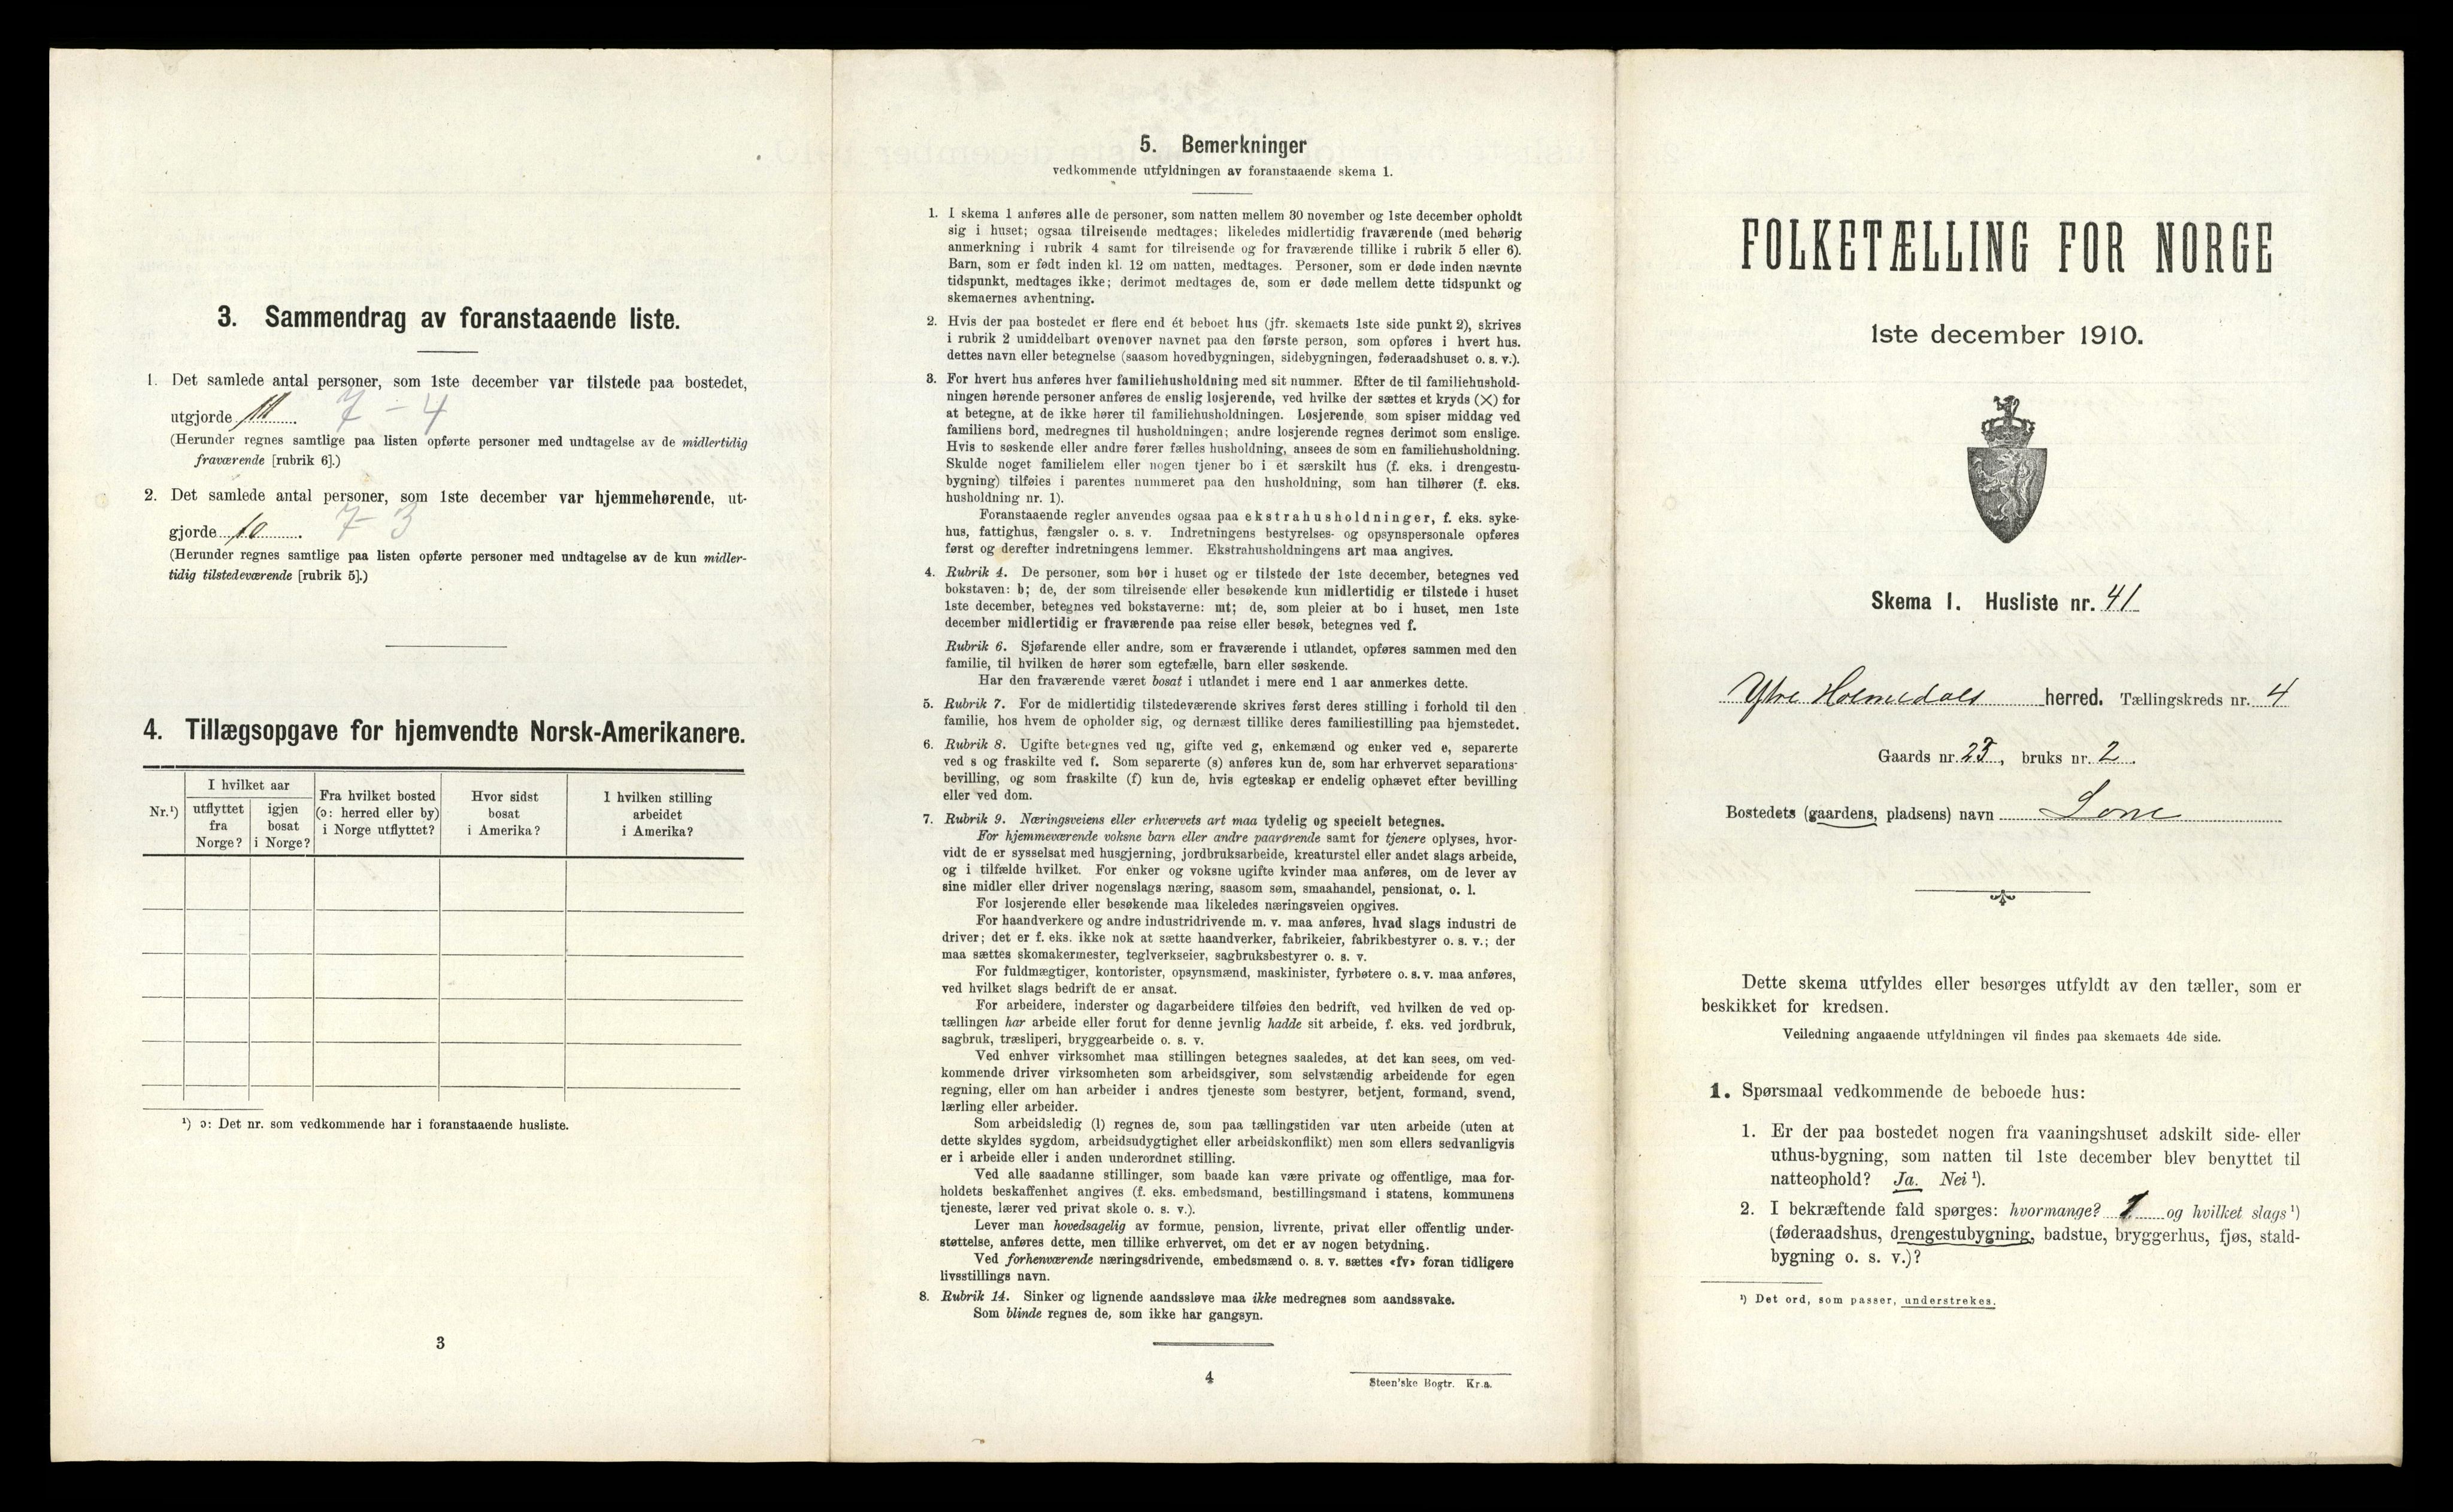 3. Sammendrag av foranstaaende liste.
1. Det samlede antal personer, som 1ste december var tilstede paa bostedet,
utgjorde 11 7 - 4
(Herunder regnes samtlige paa listen opførte personer med undtagelse av de midlertidig
fraværende [rubrik 6].)
2. Det samlede antal personer, som 1ste december var hjemmehørende, ut-
gjorde 10. 7 - 3
(Herunder regnes samtlige paa listen opførte personer med undtagelse av de kun midler-
tidig tilstedeværende [rubrik 5].)
4. Tillægsopgave for hjemvendte Norsk-Amerikanere.
Nr.¹)
I hvilket aar
utflyttet fra Norge?
igjen bosat i Norge?
Fra hvilket bosted (ɔ: herred eller by) i Norge utflyttet?
Hvor sidst bosat i Amerika?
I hvilken stilling arbeidet i Amerika?
¹) ɔ: Det nr. som vedkommende har i foranstaaende husliste.
3
5. Bemerkninger
vedkommende utfyldningen av foranstaaende skema 1.
1. I skema 1 anføres alle de personer, som natten mellem 30 november og 1ste december opholdt
sig i huset; ogsaa tilreisende medtages; likeledes midlertidig fraværende (med behørig
anmerkning i rubrik 4 samt for tilreisende og for fraværende tillike i rubrik 5 eller 6).
Barn, som er født inden kl. 12 om natten, medtages. Personer, som er døde inden nævnte
tidspunkt, medtages ikke; derimot medtages de, som er døde mellem dette tidspunkt og
skemaernes avhentning.
2. Hvis der paa bostedet er flere end ét beboet hus (jfr. skemaets 1ste side punkt 2), skrives
i rubrik 2 umiddelbart ovenover navnet paa den første person, som opføres i hvert hus.
dettes navn eller betegnelse (saasom hovedbygningen, sidebygningen, føderaadshuset o. s. v.).
3. For hvert hus anføres hver familiehusholdning med sit nummer. Efter de til familiehushold-
ningen hørende personer anføres de enslig losjerende, ved hvilke der sættes et kryds (X) for
at betegne, at de ikke hører til familiehusholdningen. Losjerende, som spiser middag ved
familiens bord, medregnes til husholdningen; andre losjerende regnes derimot som enslige.
Hvis to søskende eller andre fører fælles husholdning, ansees de som en familiehusholdning.
Skulde noget familielem eller nogen tjener bo i et særskilt hus (f. eks. i drengestu-
bygning) tilføies i parentes nummeret paa den husholdning, som han tilhører (f. eks.
husholdning nr. 1).
Foranstaaende regler anvendes ogsaa paa ekstrahusholdninger, f. eks. syke-
hus, fattighus, fængsler o. s. v. Indretningens bestyrelses- og opsynspersonale opføres
først og derefter indretningens lemmer. Ekstrahusholdningens art maa angives.
4. Rubrik 4. De personer, som bor i huset og er tilstede der 1ste december, betegnes ved
bokstaven: b; de, der som tilreisende eller besøkende kun midlertidig er tilstede i huset
1ste december, betegnes ved bokstaverne: mt; de, som pleier at bo i huset, men 1ste
december midlertidig er fraværende paa reise eller besøk, betegnes ved f.
Rubrik 6. Sjøfarende eller andre, som er fraværende i utlandet, opføres sammen med den
familie, til hvilken de hører som egtefælle, barn eller søskende.
Har den fraværende været bosat i utlandet i mere end 1 aar anmerkes dette.
5. Rubrik 7. For de midlertidig tilstedeværende skrives først deres stilling i forhold til den
familie, hos hvem de opholder sig, og dernæst tillike deres familiestilling paa hjemstedet.
6. Rubrik 8. Ugifte betegnes ved ug, gifte ved g, enkemænd og enker ved e, separerte
ved s og fraskilte ved f. Som separerte (s) anføres kun de, som har erhvervet separations-
bevilling, og som fraskilte (f) kun de, hvis egteskap er endelig ophævet efter bevilling
eller ved dom.
7. Rubrik 9. Næringsveiens eller erhvervets art maa tydelig og specielt betegnes.
For hjemmeværende voksne barn eller andre paarørende samt for tjenere oplyses, hvor-
vidt de er sysselsat med husgjerning, jordbruksarbeide, kreaturstel eller andet slags arbeide,
og i tilfælde hvilket. For enker og voksne ugifte kvinder maa anføres, om de lever av
sine midler eller driver nogenslags næring, saasom søm, smaahandel, pensionat, o. l.
For losjerende eller besøkende maa likeledes næringsveien opgives.
For haandverkere og andre industridrivende m. v. maa anføres, hvad slags industri de
driver; det er f. eks. ikke nok at sætte haandverker, fabrikeier, fabrikbestyrer o. s. v.; der
maa sættes skomakermester, teglverkseier, sagbruksbestyrer o. s. v.
For fuldmægtiger, kontorister, opsynsmænd, maskinister, fyrbøtere o. s. v. maa anføres,
ved hvilket slags bedrift de er ansat.
For arbeidere, inderster og dagarbeidere tilføies den bedrift, ved hvilken de ved op-
tællingen har arbeide eller forut for denne jevnlig hadde sit arbeide, f. eks. ved jordbruk,
sagbruk, træsliperi, bryggearbeide o. s. v.
Ved enhver virksomhet maa stillingen betegnes saaledes, at det kan sees, om ved-
kommende driver virksomheten som arbeidsgiver, som selvstændig arbeidende for egen
regning, eller om han arbeider i andres tjeneste som bestyrer, betjent, formand, svend,
lærling eller arbeider.
Som arbeidsledig (l) regnes de, som paa tællingstiden var uten arbeide (uten at
dette skyldes sygdom, arbeidsudygtighet eller arbeidskonflikt) men som ellers sedvanligvis
er i arbeide eller i anden underordnet stilling.
Ved alle saadanne stillinger, som baade kan være private og offentlige, maa for-
holdets beskaffenhet angives (f. eks. embedsmand, bestillingsmand i statens, kommunens
tjeneste, lærer ved privat skole o. s. v.).
Lever man hovedsagelig av formue, pension, livrente, privat eller offentlig under-
støttelse, anføres dette, men tillike erhvervet, om det er av nogen betydning.
Ved forhenværende næringsdrivende, embedsmænd o. s. v. sættes «fv» foran tidligere
livsstillings navn.
8. Rubrik 14. Sinker og lignende aandssløve maa ikke medregnes som aandssvake.
Som blinde regnes de, som ikke har gangsyn.
4
Steen'ske Bogtr. Kr.a.
FOLKETÆLLING FOR NORGE
1ste december 1910.
Skema 1. Husliste nr. 41
Ytre Holmedals herred. Tællingskreds nr. 4
Gaards nr. 23, bruks nr. 2.
Bostedets (gaardens, pladsens) navn Sone
Dette skema utfyldes eller besørges utfyldt av den tæller, som er
beskikket for kredsen.
Veiledning angaaende utfyldningen vil findes paa skemaets 4de side.
1. Spørsmaal vedkommende de beboede hus:
1. Er der paa bostedet nogen fra vaaningshuset adskilt side- eller
uthus-bygning, som natten til 1ste december blev benyttet til
natteophold? Ja. Nei ¹).
2. I bekræftende fald spørges: hvormange? 1 og hvilket slags ¹)
(føderaadshus, drengestubygning, badstue, bryggerhus, fjøs, stald-
bygning o. s. v.)?
¹) Det ord, som passer, understrekes.